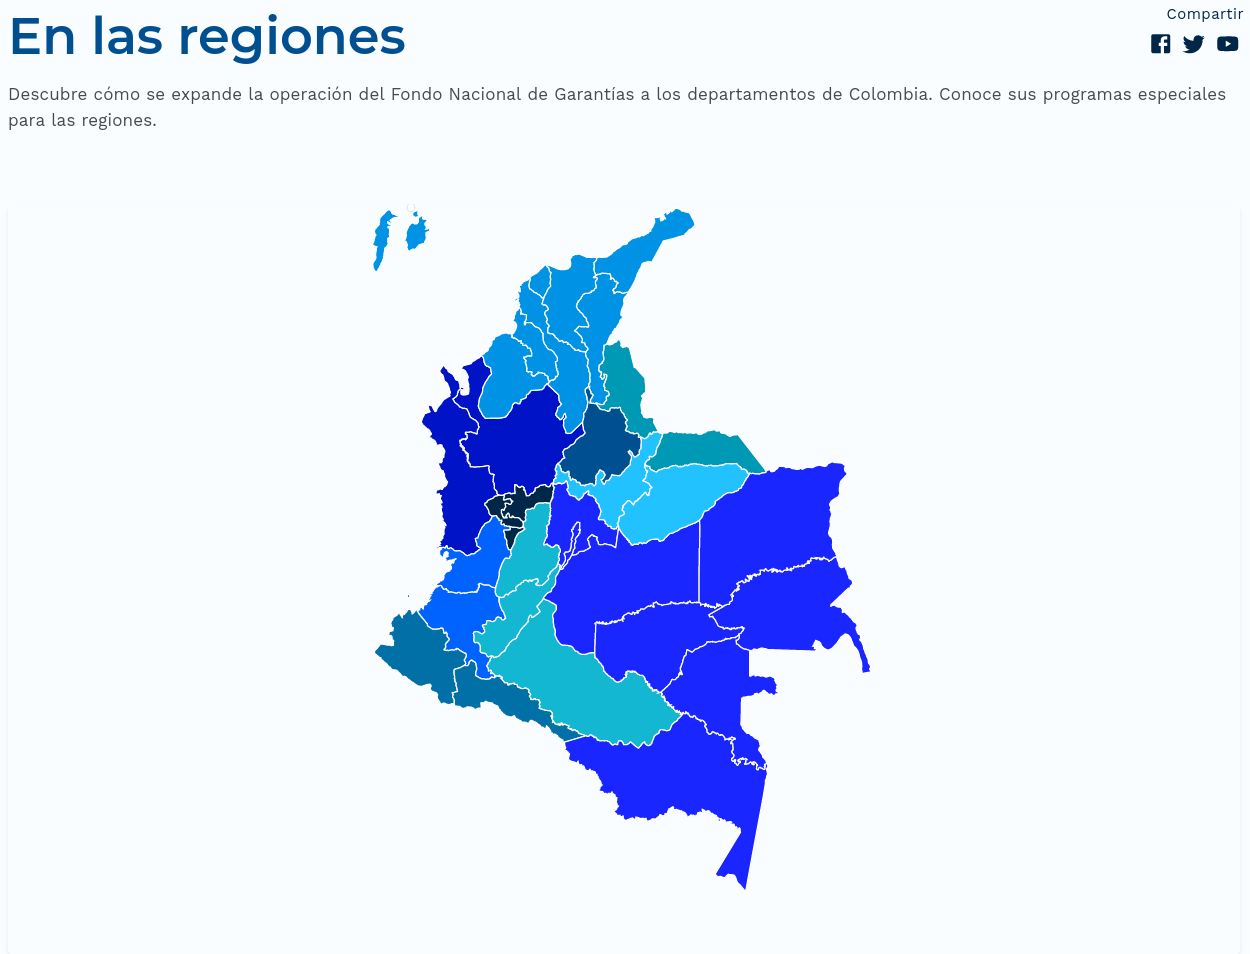 Compartir
En las regiones
Descubre cómo se expande la operación del Fondo Nacional de Garantías a los departamentos de Colombia. Conoce sus programas especiales
para las regiones.